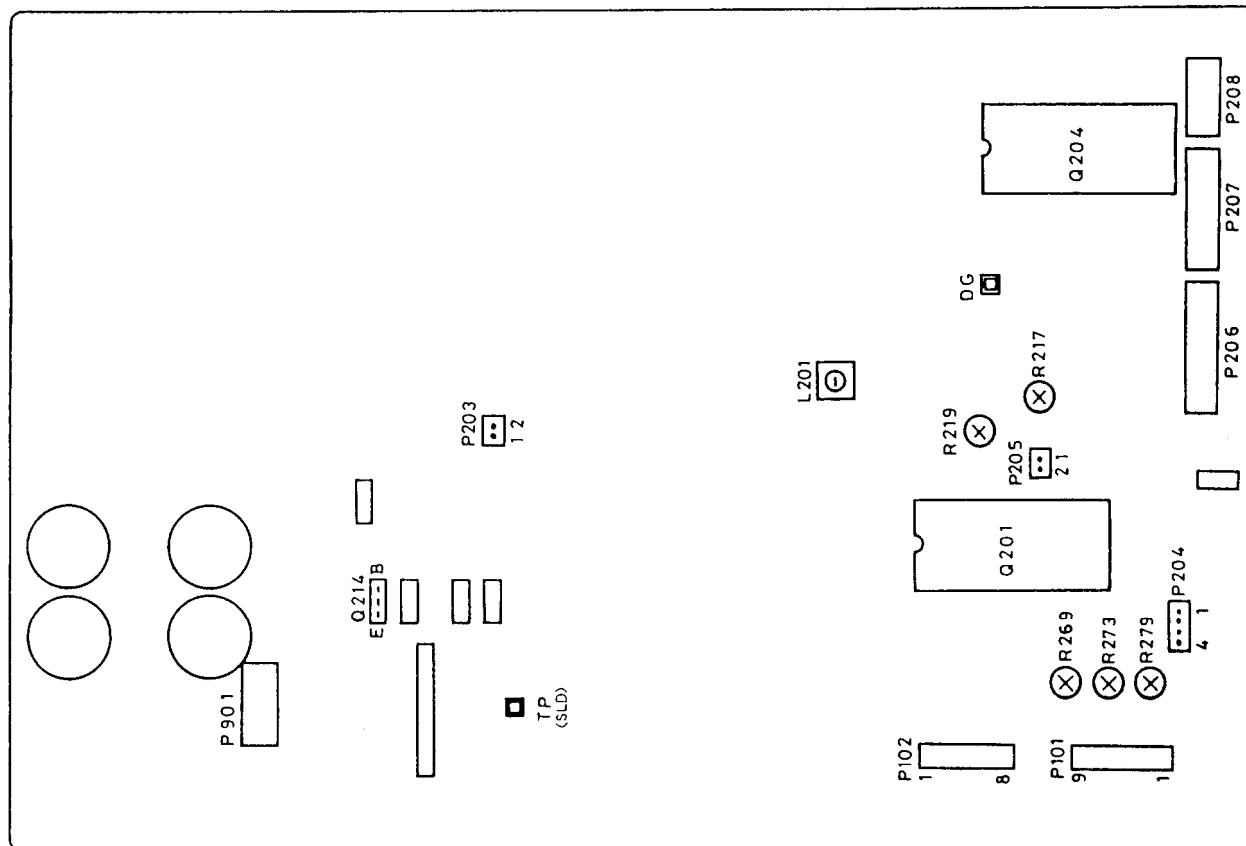 P208
Q204
P207
DG
P206
L201
R217
P203
1 2
R219
P205
2 1
Q201
Q214
B
E
P204
1
4
R269
R273
R279
P901
TP
(SLD)
P102
1
8
P101
9
1